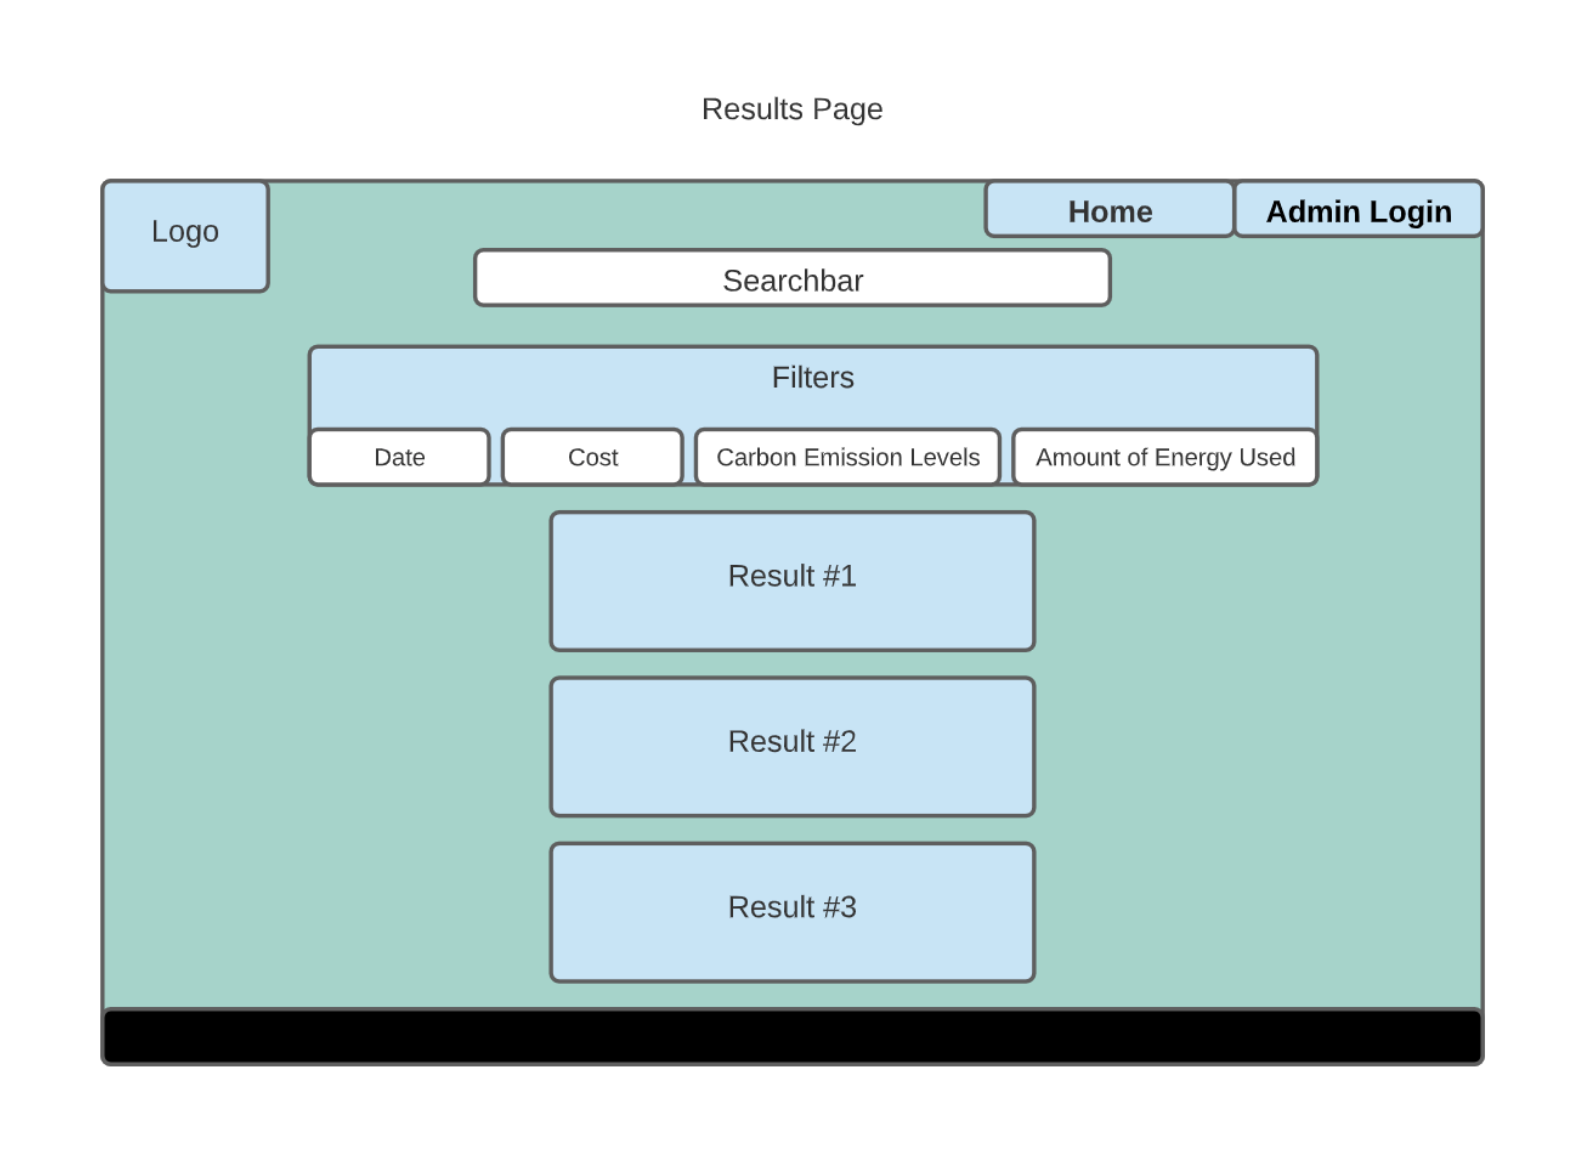 Results Page
Logo
Home
Admin Login
Searchbar
Filters
Date
Cost
Carbon Emission Levels
Amount of Energy Used
Result #1
Result #2
Result #3